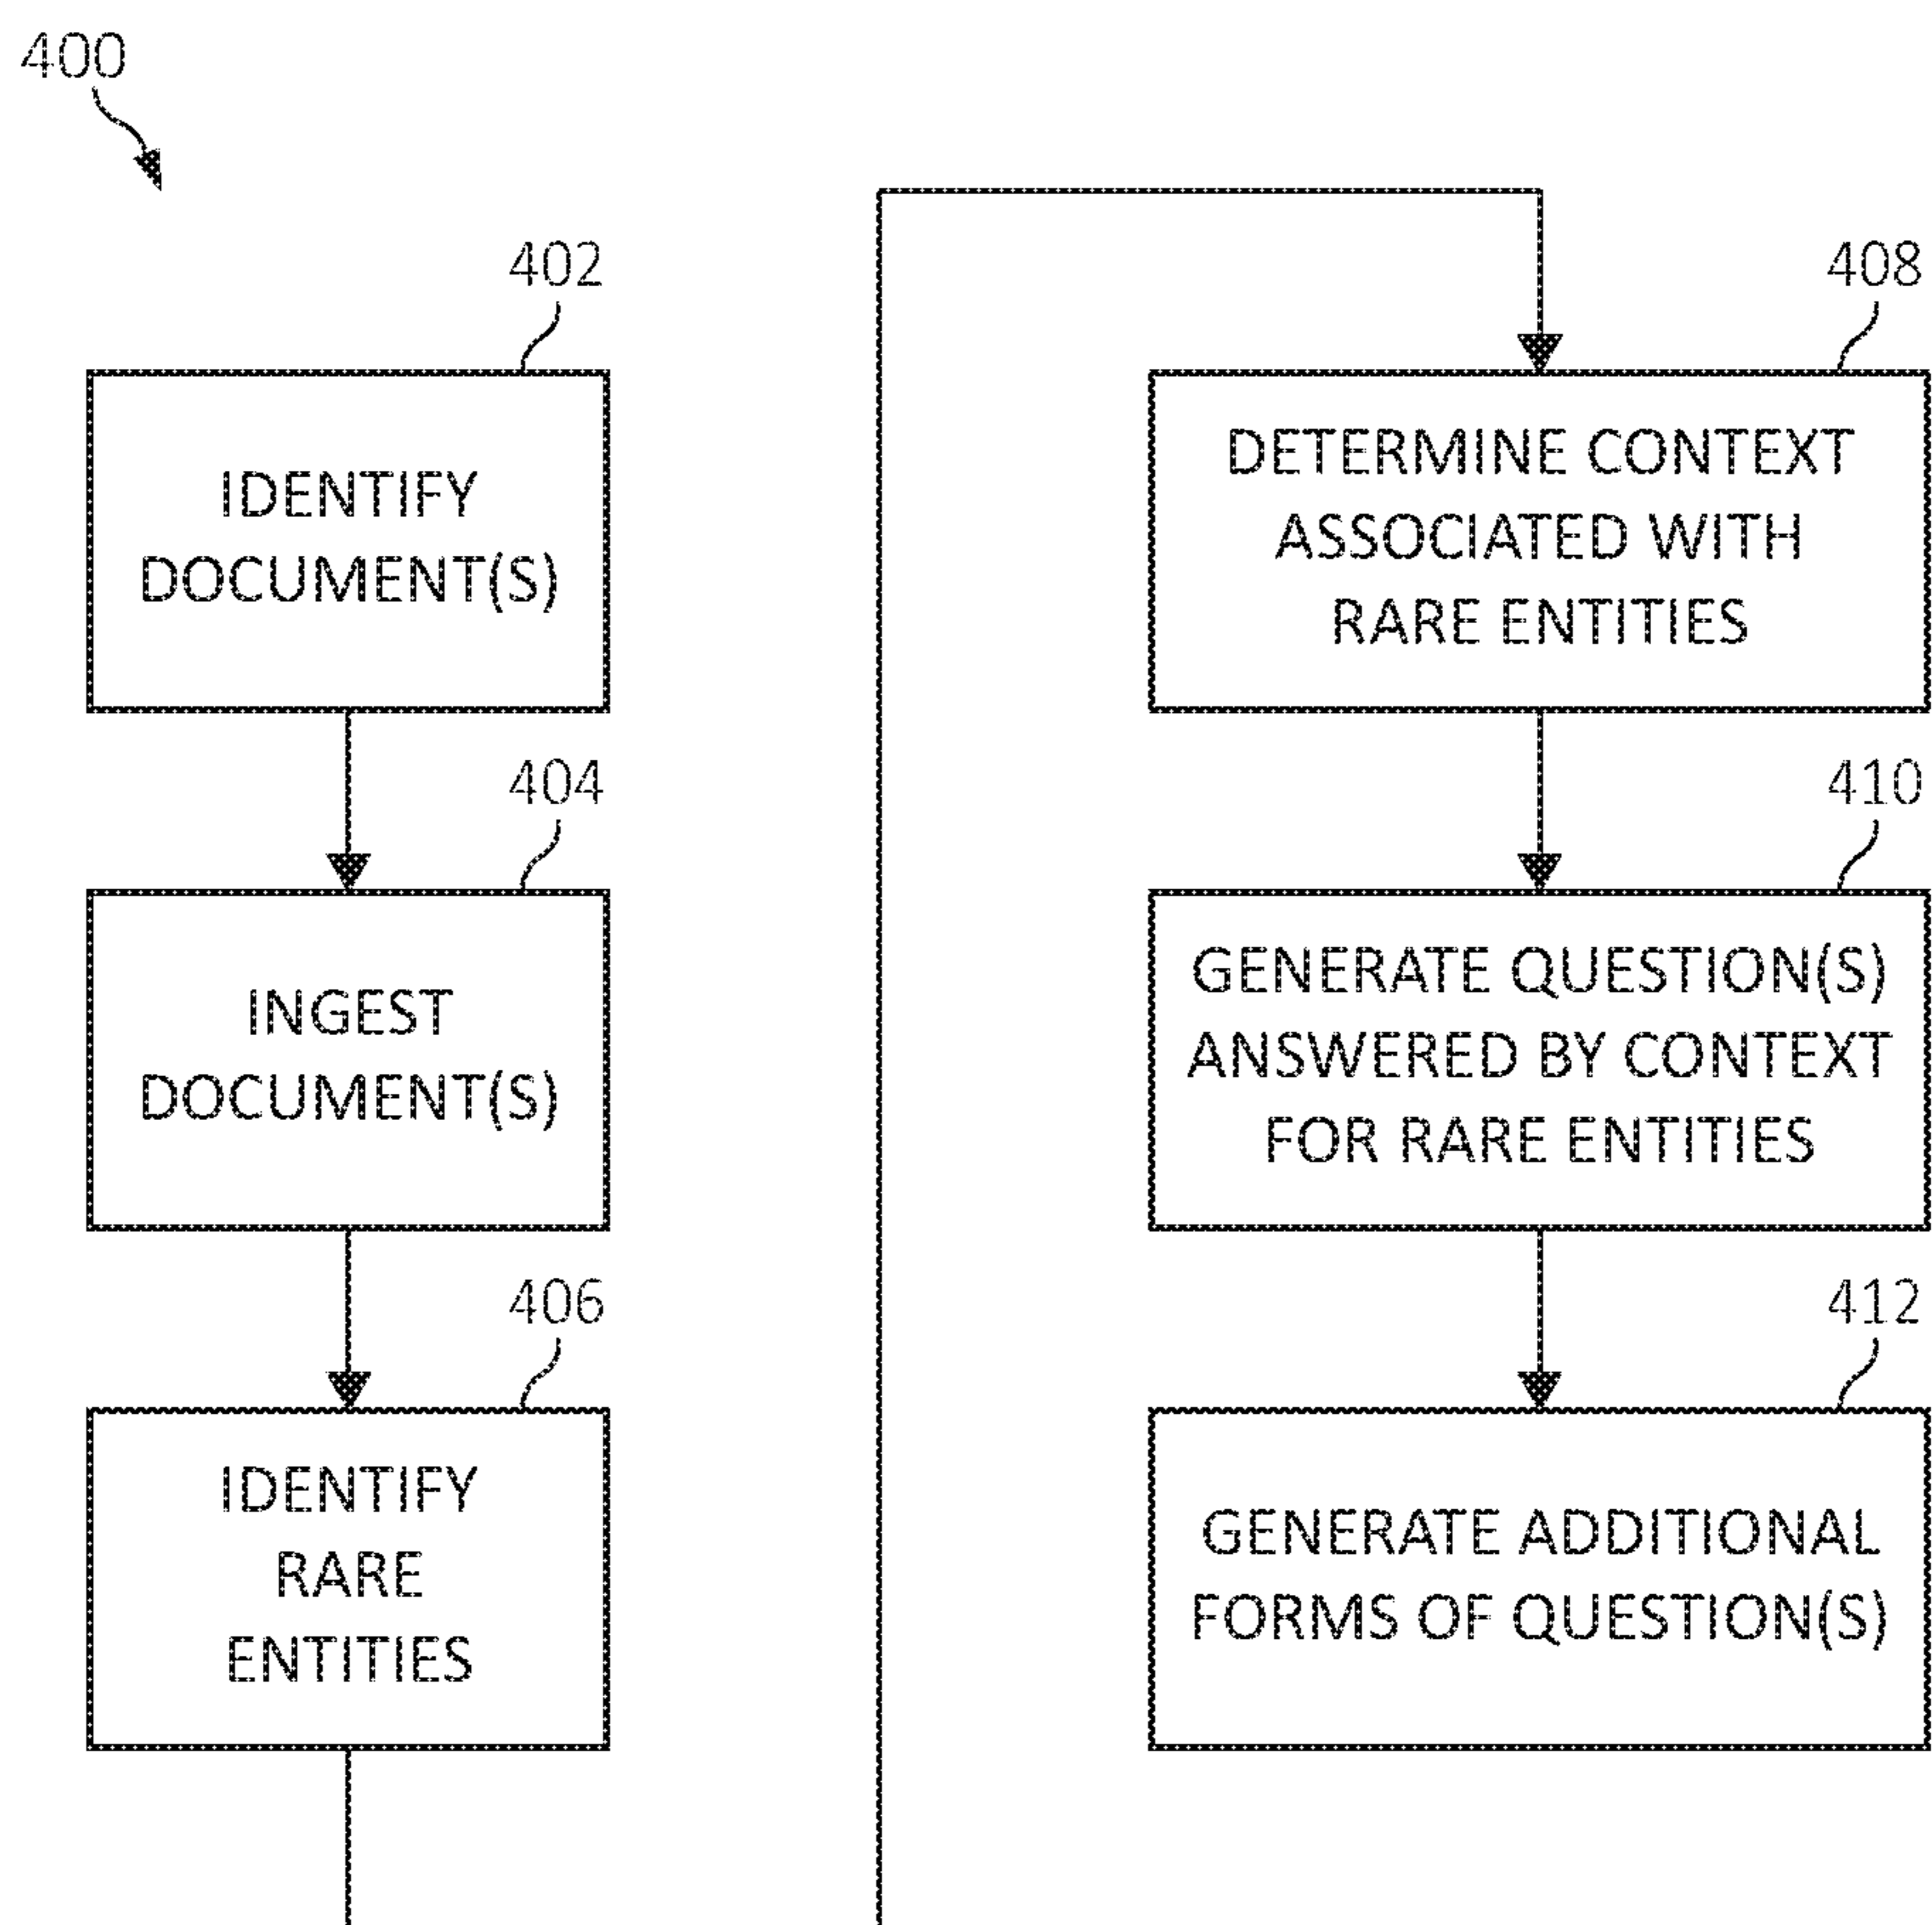 400
402
IDENTIFY
DOCUMENT(S)
404
INGEST
DOCUMENT(S)
406
IDENTIFY
RARE
ENTITIES
408
DETERMINE CONTEXT
ASSOCIATED WITH
RARE ENTITIES
410
GENERATE QUESTION(S)
ANSWERED BY CONTEXT
FOR RARE ENTITIES
412
GENERATE ADDITIONAL
FORMS OF QUESTION(S)